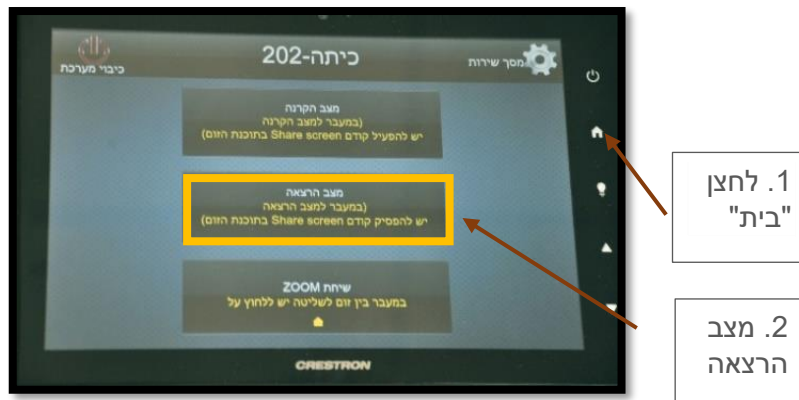 כיתה-202
מסך שירות
כיבוי מערכת
מצב הקרנה
(במעבר למצב הקרנה
יש להפעיל קודם Share screen בתוכנת הזום)
מצב הרצאה
(במעבר למצב הרצאה
יש להפסיק קודם Share screen בתוכנת הזום)
שיחת ZOOM
במעבר בין זום לשליטה יש ללחוץ על
CRESTRON
1. לחצן
"בית"
2. מצב
הרצאה